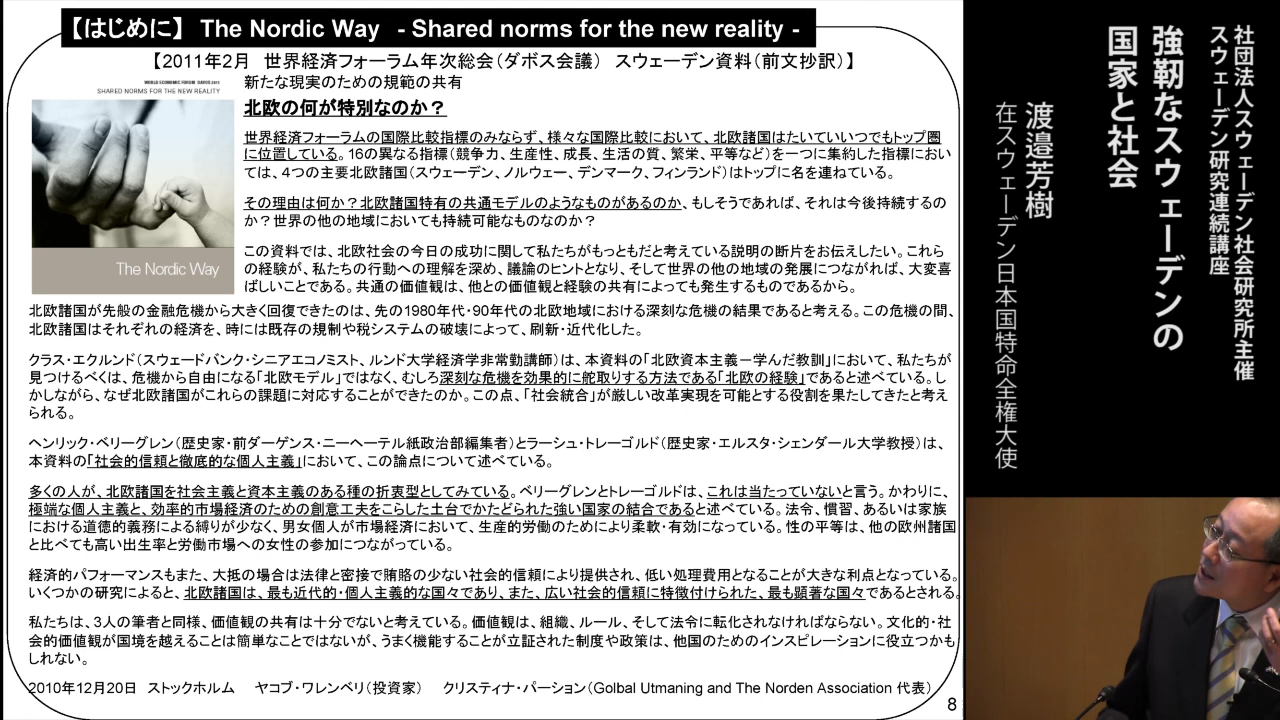 【はじめに】 The Nordic Way - Shared norms for the new reality -
【2011年2月 世界経済フォーラム年次総会（ダボス会議） スウェーデン資料（前文抄訳）】
WORLD ECONOMIC FORUM DAVOS 2011
SHARED NORMS FOR THE NEW REALITY
The Nordic Way
新たな現実のための規範の共有
北欧の何が特別なのか？
世界経済フォーラムの国際比較指標のみならず、様々な国際比較において、北欧諸国はたいていいつでもトップ圏
に位置している。16の異なる指標（競争力、生産性、成長、生活の質、繁栄、平等など）を一つに集約した指標におい
ては、４つの主要北欧諸国（スウェーデン、ノルウェー、デンマーク、フィンランド）はトップに名を連ねている。
その理由は何か？北欧諸国特有の共通モデルのようなものがあるのか、もしそうであれば、それは今後持続するの
か？世界の他の地域においても持続可能なものなのか？
この資料では、北欧社会の今日の成功に関して私たちがもっともだと考えている説明の断片をお伝えしたい。これら
の経験が、私たちの行動への理解を深め、議論のヒントとなり、そして世界の他の地域の発展につながれば、大変喜
ばしいことである。共通の価値観は、他との価値観と経験の共有によっても発生するものであるから。
北欧諸国が先般の金融危機から大きく回復できたのは、先の1980年代・90年代の北欧地域における深刻な危機の結果であると考える。この危機の間、
北欧諸国はそれぞれの経済を、時には既存の規制や税システムの破壊によって、刷新・近代化した。
クラス・エクルンド（スウェードバンク・シニアエコノミスト、ルンド大学経済学非常勤講師）は、本資料の「北欧資本主義－学んだ教訓」において、私たちが
見つけるべくは、危機から自由になる「北欧モデル」ではなく、むしろ深刻な危機を効果的に舵取りする方法である「北欧の経験」であると述べている。し
かしながら、なぜ北欧諸国がこれらの課題に対応することができたのか。この点、「社会統合」が厳しい改革実現を可能とする役割を果たしてきたと考え
られる。
ヘンリック・ベリーグレン（歴史家・前ダーゲンス・ニーヘーテル紙政治部編集者）とラーシュ・トレーゴルド（歴史家・エルスタ・シェンダール大学教授）は、
本資料の「社会的信頼と徹底的な個人主義」において、この論点について述べている。
多くの人が、北欧諸国を社会主義と資本主義のある種の折衷型としてみている。ベリーグレンとトレーゴルドは、これは当たっていないと言う。かわりに、
極端な個人主義と、効率的市場経済のための創意工夫をこらした土台でかたどられた強い国家の結合であると述べている。法令、慣習、あるいは家族
における道徳的義務による縛りが少なく、男女個人が市場経済において、生産的労働のためにより柔軟・有効になっている。性の平等は、他の欧州諸国
と比べても高い出生率と労働市場への女性の参加につながっている。
経済的パフォーマンスもまた、大抵の場合は法律と密接で賄賂の少ない社会的信頼により提供され、低い処理費用となることが大きな利点となっている。
いくつかの研究によると、北欧諸国は、最も近代的・個人主義的な国々であり、また、広い社会的信頼に特徴付けられた、最も顕著な国々であるとされる。
私たちは、3人の筆者と同様、価値観の共有は十分でないと考えている。価値観は、組織、ルール、そして法令に転化されなければならない。文化的・社
会的価値観が国境を越えることは簡単なことではないが、うまく機能することが立証された制度や政策は、他国のためのインスピレーションに役立つかも
しれない。
2010年12月20日 ストックホルム ヤコブ・ワレンベリ（投資家） クリスティナ・パーション（Golbal Utmaning and The Norden Association 代表）
8
社団法人スウェーデン社会研究所主催
スウェーデン研究連続講座
強靭なスウェーデンの
国家と社会
渡邉芳樹
在スウェーデン日本国特命全権大使